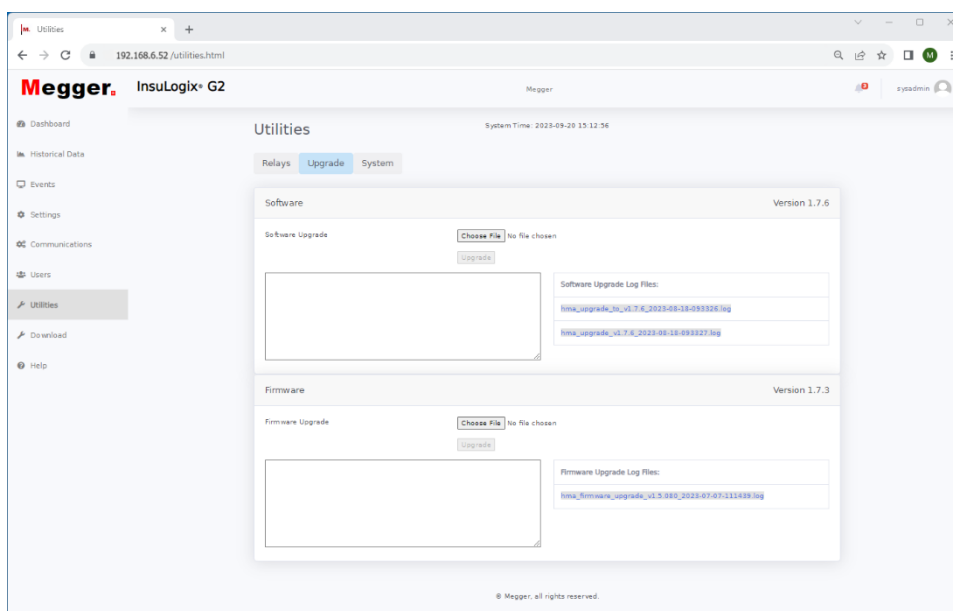 Utilities
192.168.6.52/utilities.html
M
Megger.
InsuLogix® G2
Megger
3
sysadmin
Dashboard
Historical Data
Events
Settings
Communications
Users
Utilities
Download
Help
Utilities
System Time: 2023-09-20 15:12:56
Relays Upgrade System
Software Version 1.7.6
Software Upgrade Choose File No file chosen
Upgrade
Software Upgrade Log Files:
hma_upgrade_to_v1.7.6_2023-08-18-093326.log
hma_upgrade_v1.7.6_2023-08-18-093327.log
Firmware Version 1.7.3
Firmware Upgrade Choose File No file chosen
Upgrade
Firmware Upgrade Log Files:
hma_firmware_upgrade_v1.5.080_2023-07-07-111439.log
© Megger, all rights reserved.